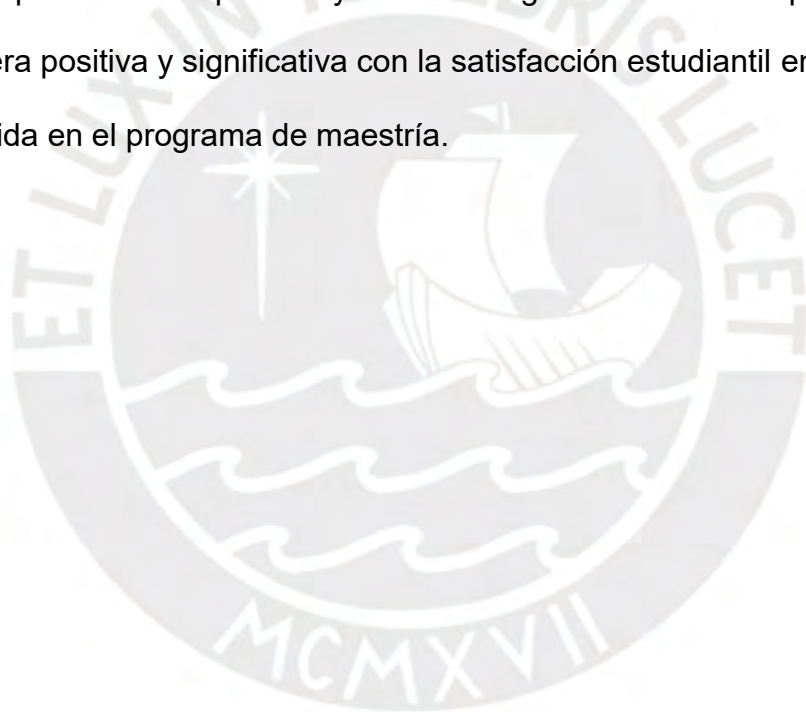 era positiva y significativa con la satisfacción estudiantil en
ida en el programa de maestría.
ET LUX IN BRIS LUCET
MCMXVII